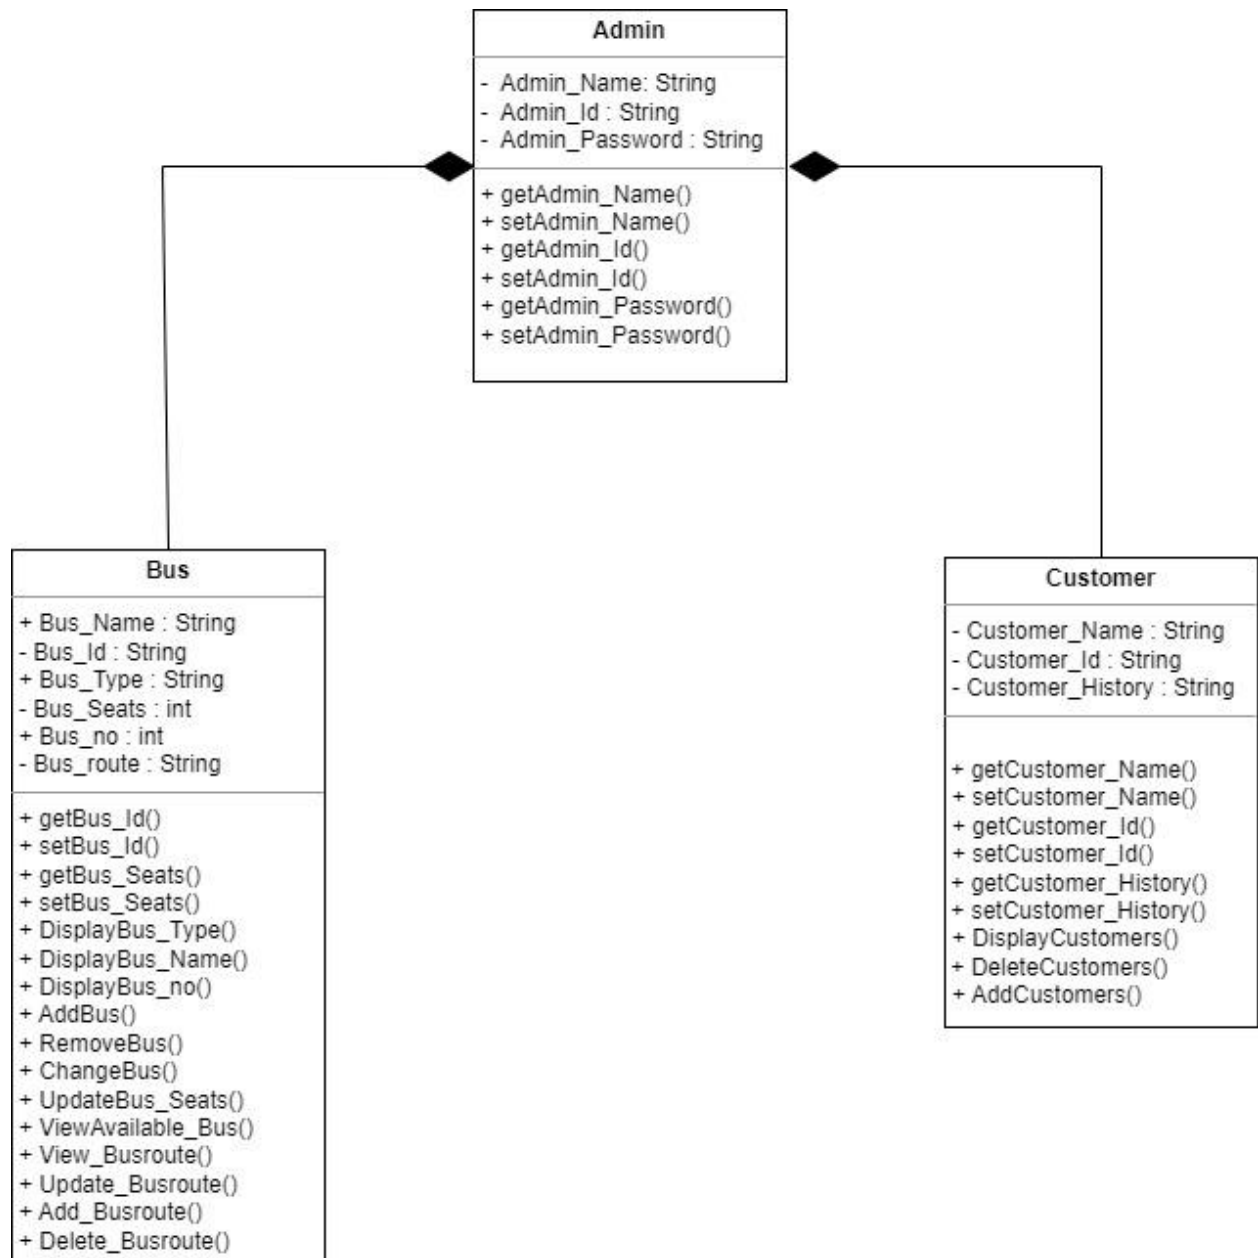 Admin
- Admin_Name: String
- Admin_Id : String
- Admin_Password : String
+ getAdmin_Name()
+ setAdmin_Name()
+ getAdmin_Id()
+ setAdmin_Id()
+ getAdmin_Password()
+ setAdmin_Password()
Bus
+ Bus_Name : String
- Bus_Id : String
+ Bus_Type : String
- Bus_Seats : int
+ Bus_no : int
- Bus_route : String
+ getBus_Id()
+ setBus_Id()
+ getBus_Seats()
+ setBus_Seats()
+ DisplayBus_Type()
+ DisplayBus_Name()
+ DisplayBus_no()
+ AddBus()
+ RemoveBus()
+ ChangeBus()
+ UpdateBus_Seats()
+ ViewAvailable_Bus()
+ View_Busroute()
+ Update_Busroute()
+ Add_Busroute()
+ Delete_Busroute()
Customer
- Customer_Name : String
- Customer_Id : String
- Customer_History : String
+ getCustomer_Name()
+ setCustomer_Name()
+ getCustomer_Id()
+ setCustomer_Id()
+ getCustomer_History()
+ setCustomer_History()
+ DisplayCustomers()
+ DeleteCustomers()
+ AddCustomers()